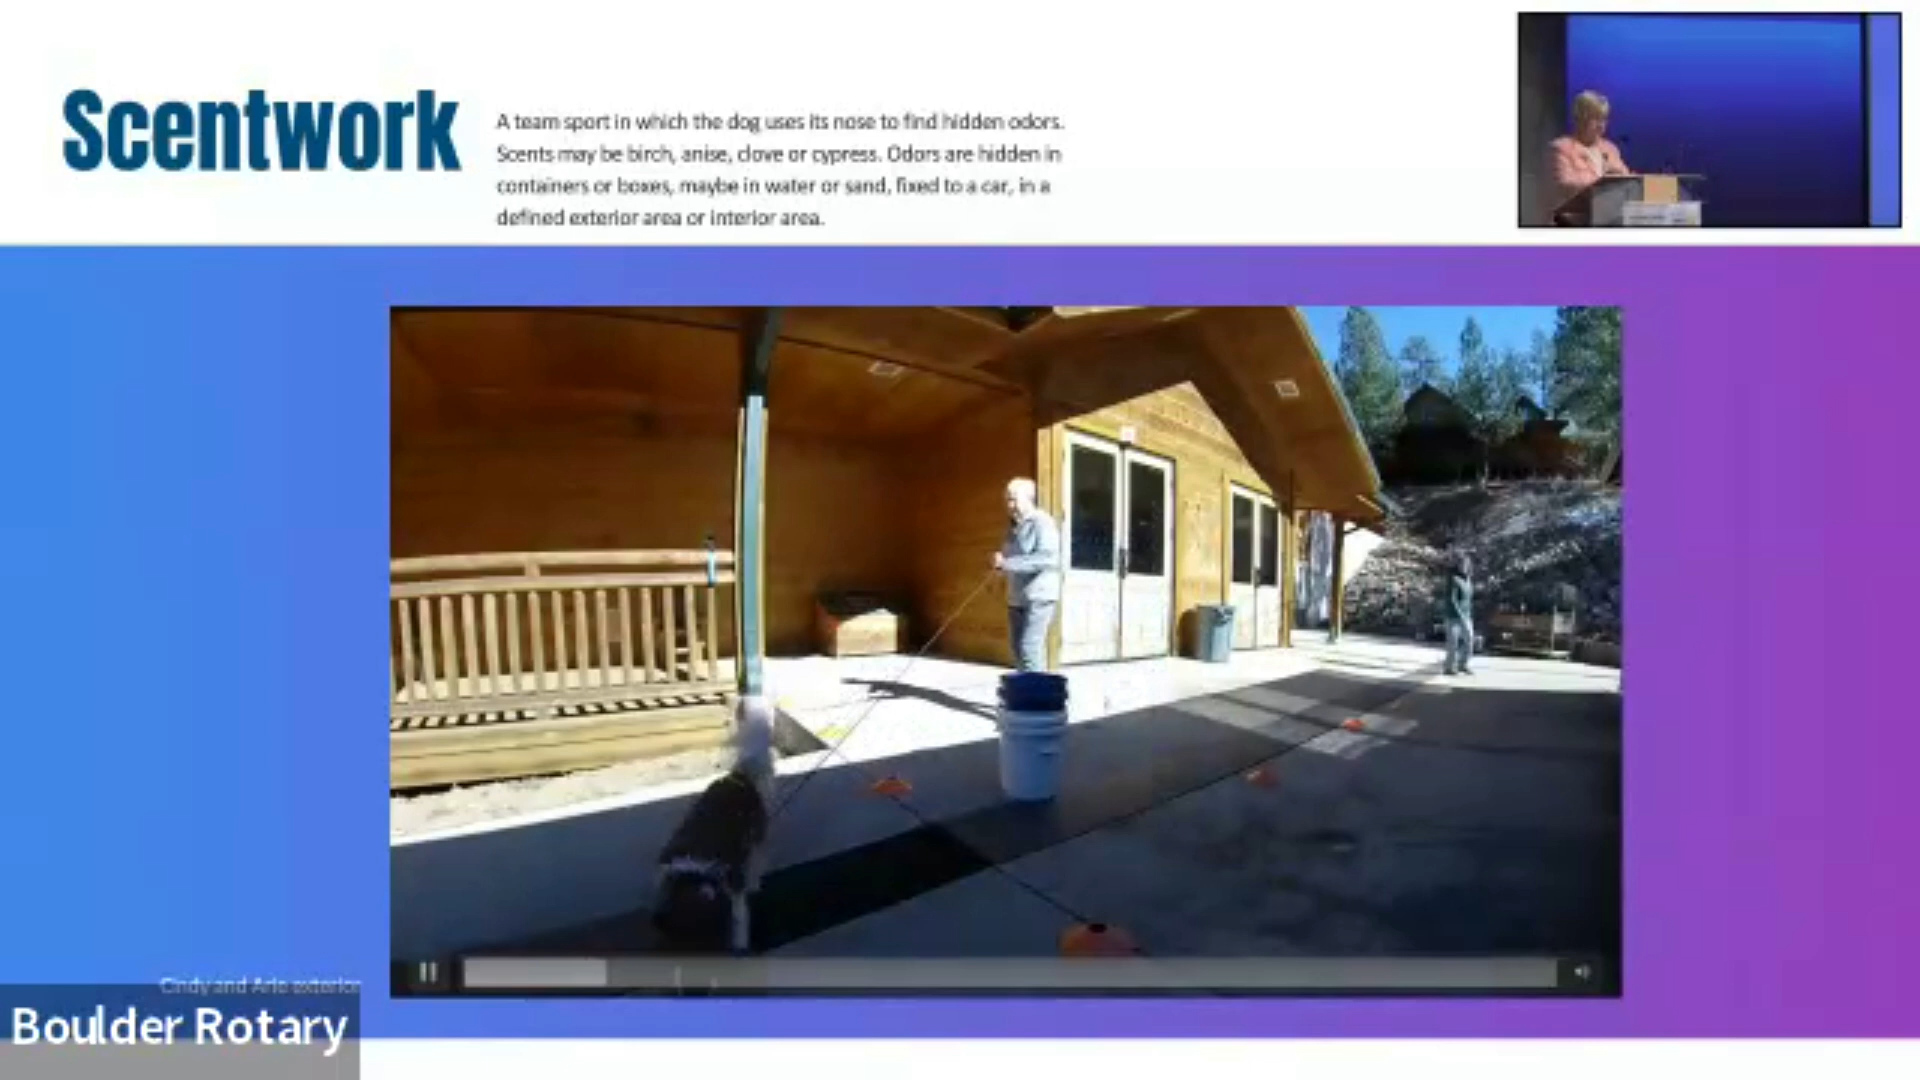 Scentwork
A team sport in which the dog uses its nose to find hidden odors.
Scents may be birch, anise, clove or cypress. Odors are hidden in
containers or boxes, maybe in water or sand, fixed to a car, in a
defined exterior area or interior area.
Cindy and Arlo exterior
Boulder Rotary